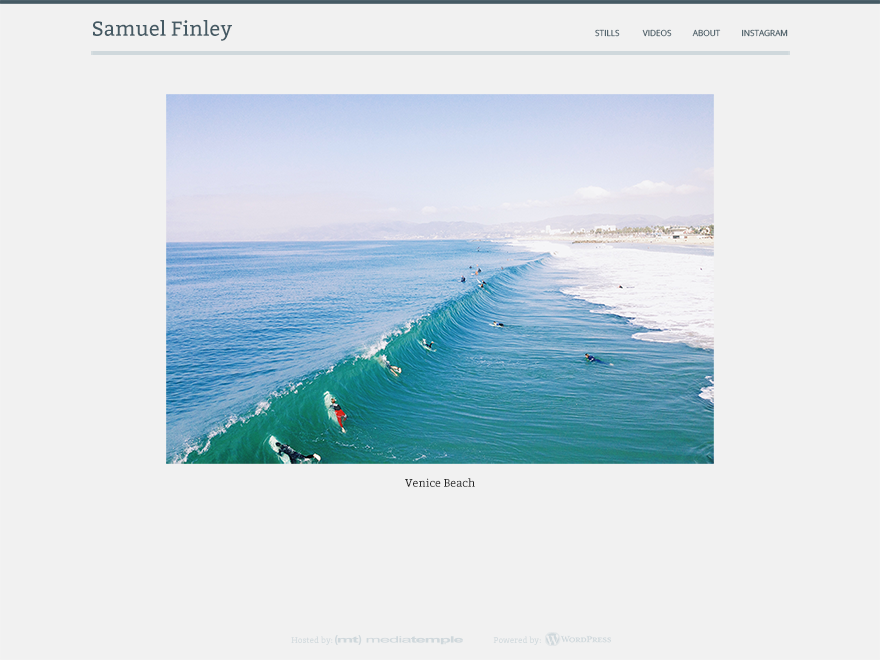 Samuel Finley
STILLS VIDEOS ABOUT INSTAGRAM
Venice Beach
Hosted by: (mt) mediatemple Powered by: WORDPRESS